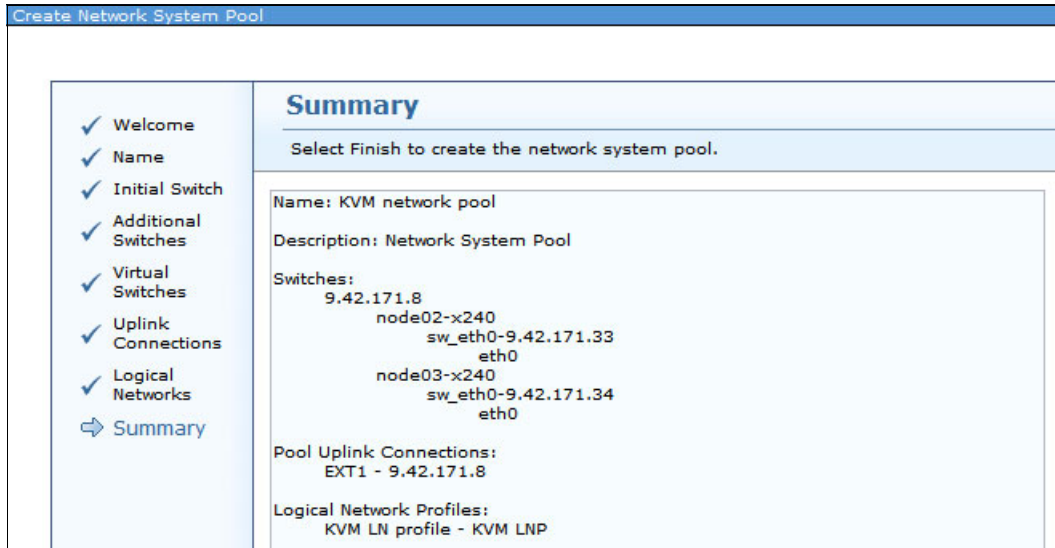 Create Network System Pool
Welcome
Name
Initial Switch
Additional
Switches
Virtual
Switches
Uplink
Connections
Logical
Networks
Summary
Summary
Select Finish to create the network system pool.
Name: KVM network pool
Description: Network System Pool
Switches:
9.42.171.8
node02-x240
sw_eth0-9.42.171.33
eth0
node03-x240
sw_eth0-9.42.171.34
eth0
Pool Uplink Connections:
EXT1 - 9.42.171.8
Logical Network Profiles:
KVM LN profile - KVM LNP